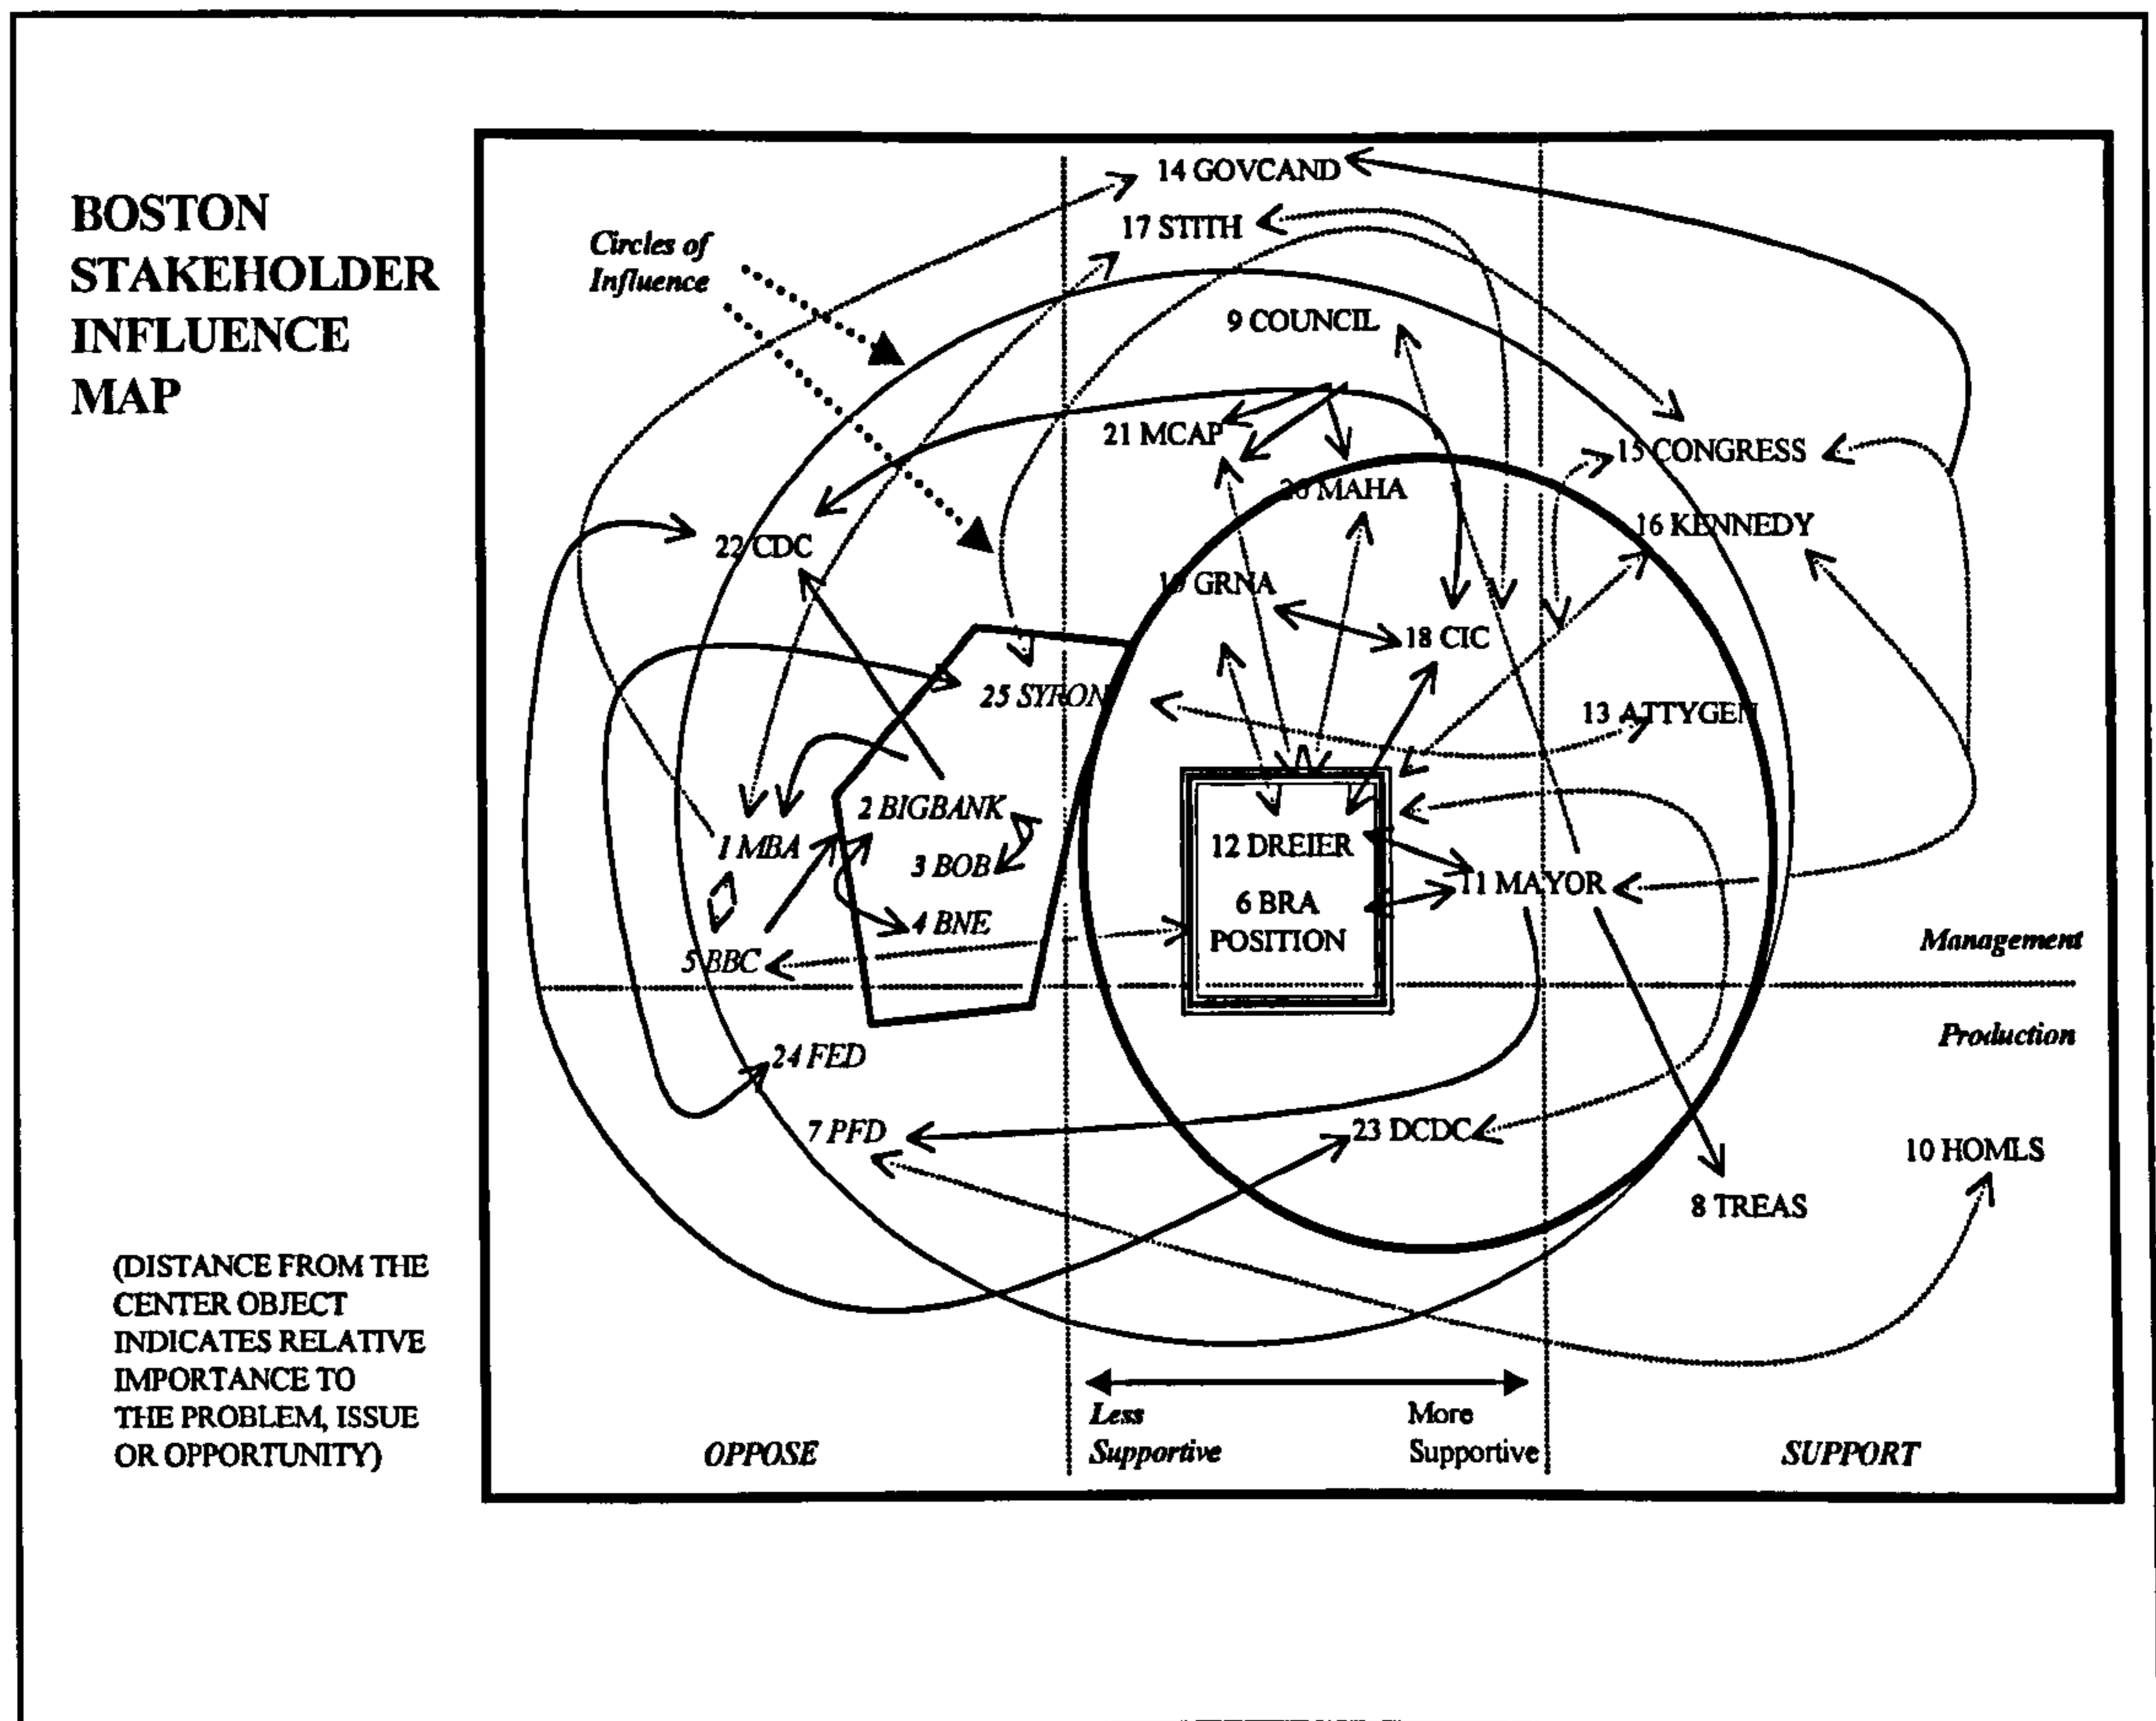 BOSTON
STAKEHOLDER
INFLUENCE
MAP
(DISTANCE FROM THE
CENTER OBJECT
INDICATES RELATIVE
IMPORTANCE TO
THE PROBLEM, ISSUE
OR OPPORTUNITY)
14 GOVCAND
17 STITH
Circles of
Influence
9 COUNCIL
21 MCAP
15 CONGRESS
20 MAHA
16 KENNEDY
22 CDC
19 GRNA
18 CIC
25 SYRON
13 ATTYGEN
2 BIGBANK
1 MBA
12 DREIER
3 BOB
11 MAYOR
6 BRA
POSITION
4 BNE
5 BBC
Management
Production
24 FED
7 PFD
23 DCDC
10 HOMLS
8 TREAS
Less
Supportive
More
Supportive
OPPOSE
SUPPORT